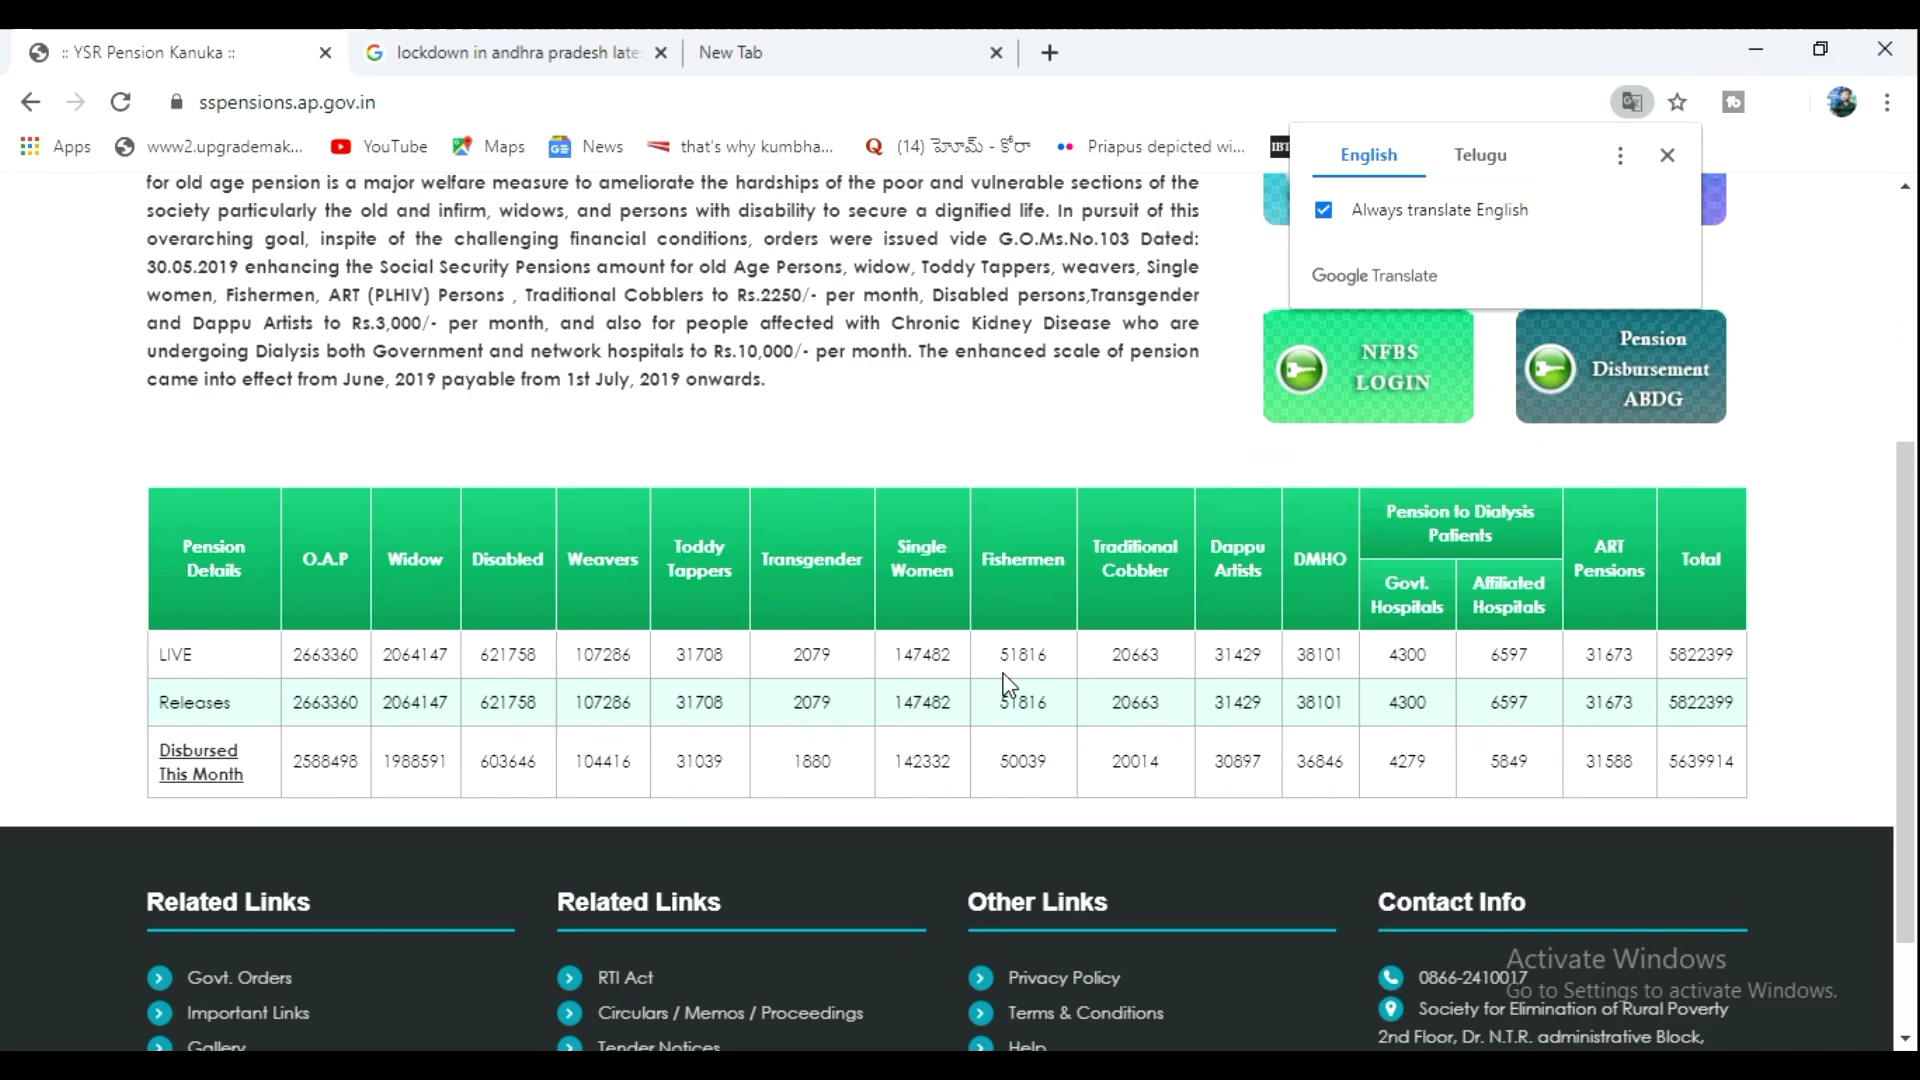 :: YSR Pension Kanuka ::
lockdown in andhra pradesh late
New Tab
sspensions.ap.gov.in
Apps
www2.upgrademak...
YouTube
Maps
News
that's why kumbha...
(14) హోమ్ - కోరా
Priapus depicted wi...
IBT
English
Telugu
Always translate English
Google Translate
for old age pension is a major welfare measure to ameliorate the hardships of the poor and vulnerable sections of the
society particularly the old and infirm, widows, and persons with disability to secure a dignified life. In pursuit of this
overarching goal, inspite of the challenging financial conditions, orders were issued vide G.O.Ms.No.103 Dated:
30.05.2019 enhancing the Social Security Pensions amount for old Age Persons, widow, Toddy Tappers, weavers, Single
women, Fishermen, ART (PLHIV) Persons , Traditional Cobblers to Rs.2250/- per month, Disabled persons,Transgender
and Dappu Artists to Rs.3,000/- per month, and also for people affected with Chronic Kidney Disease who are
undergoing Dialysis both Government and network hospitals to Rs.10,000/- per month. The enhanced scale of pension
came into effect from June, 2019 payable from 1st July, 2019 onwards.
NFBS
LOGIN
Pension
Disbursement
ABDG
Pension Details O.A.P Widow Disabled Weavers Toddy Tappers Transgender Single Women Fishermen Traditional Cobbler Dappu Artists DMHO Pension to Dialysis Patients Govt. Hospitals Affiliated Hospitals ART Pensions Total
LIVE 2663360 2064147 621758 107286 31708 2079 147482 51816 20663 31429 38101 4300 6597 31673 5822399
Releases 2663360 2064147 621758 107286 31708 2079 147482 51816 20663 31429 38101 4300 6597 31673 5822399
Disbursed This Month 2588498 1988591 603646 104416 31039 1880 142332 50039 20014 30897 36846 4279 5849 31588 5639914
Related Links
Govt. Orders
Important Links
Gallery
Related Links
RTI Act
Circulars / Memos / Proceedings
Tender Notices
Other Links
Privacy Policy
Terms & Conditions
Help
Contact Info
0866-2410017
Society for Elimination of Rural Poverty
2nd Floor, Dr. N.T.R. administrative Block,
Activate Windows
Go to Settings to activate Windows.